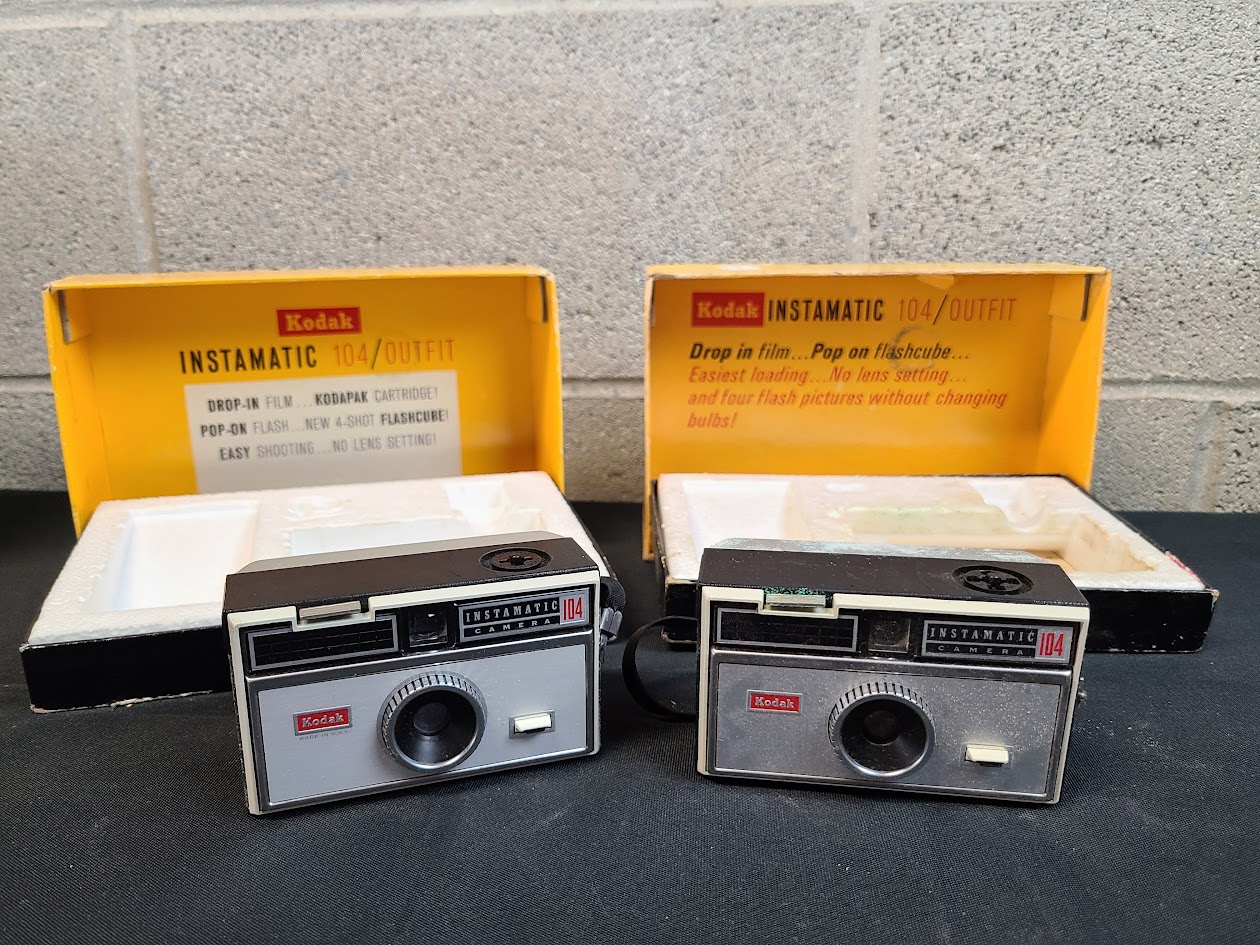 Kodak
INSTAMATIC 104/OUTFIT
DROP-IN FILM...KODAPAK CARTRIDGE!
POP-ON FLASH...NEW 4-SHOT FLASHCUBE!
EASY SHOOTING...NO LENS SETTING!
Kodak INSTAMATIC 104/OUTFIT
Drop in film...Pop on flashcube...
Easiest loading...No lens setting...
and four flash pictures without changing
bulbs!
INSTAMATIC 104
CAMERA
Kodak
MADE IN U.S.A.
INSTAMATIC 104
CAMERA
Kodak